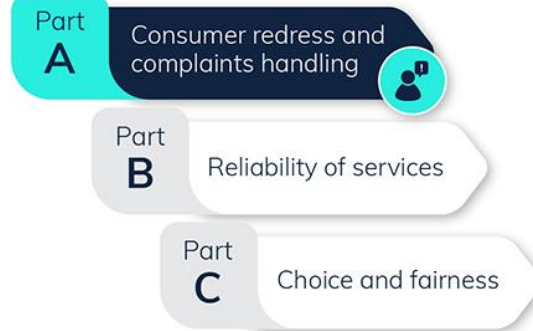 Part
A
Consumer redress and
complaints handling
Part
B
Reliability of services
Part
C
Choice and fairness